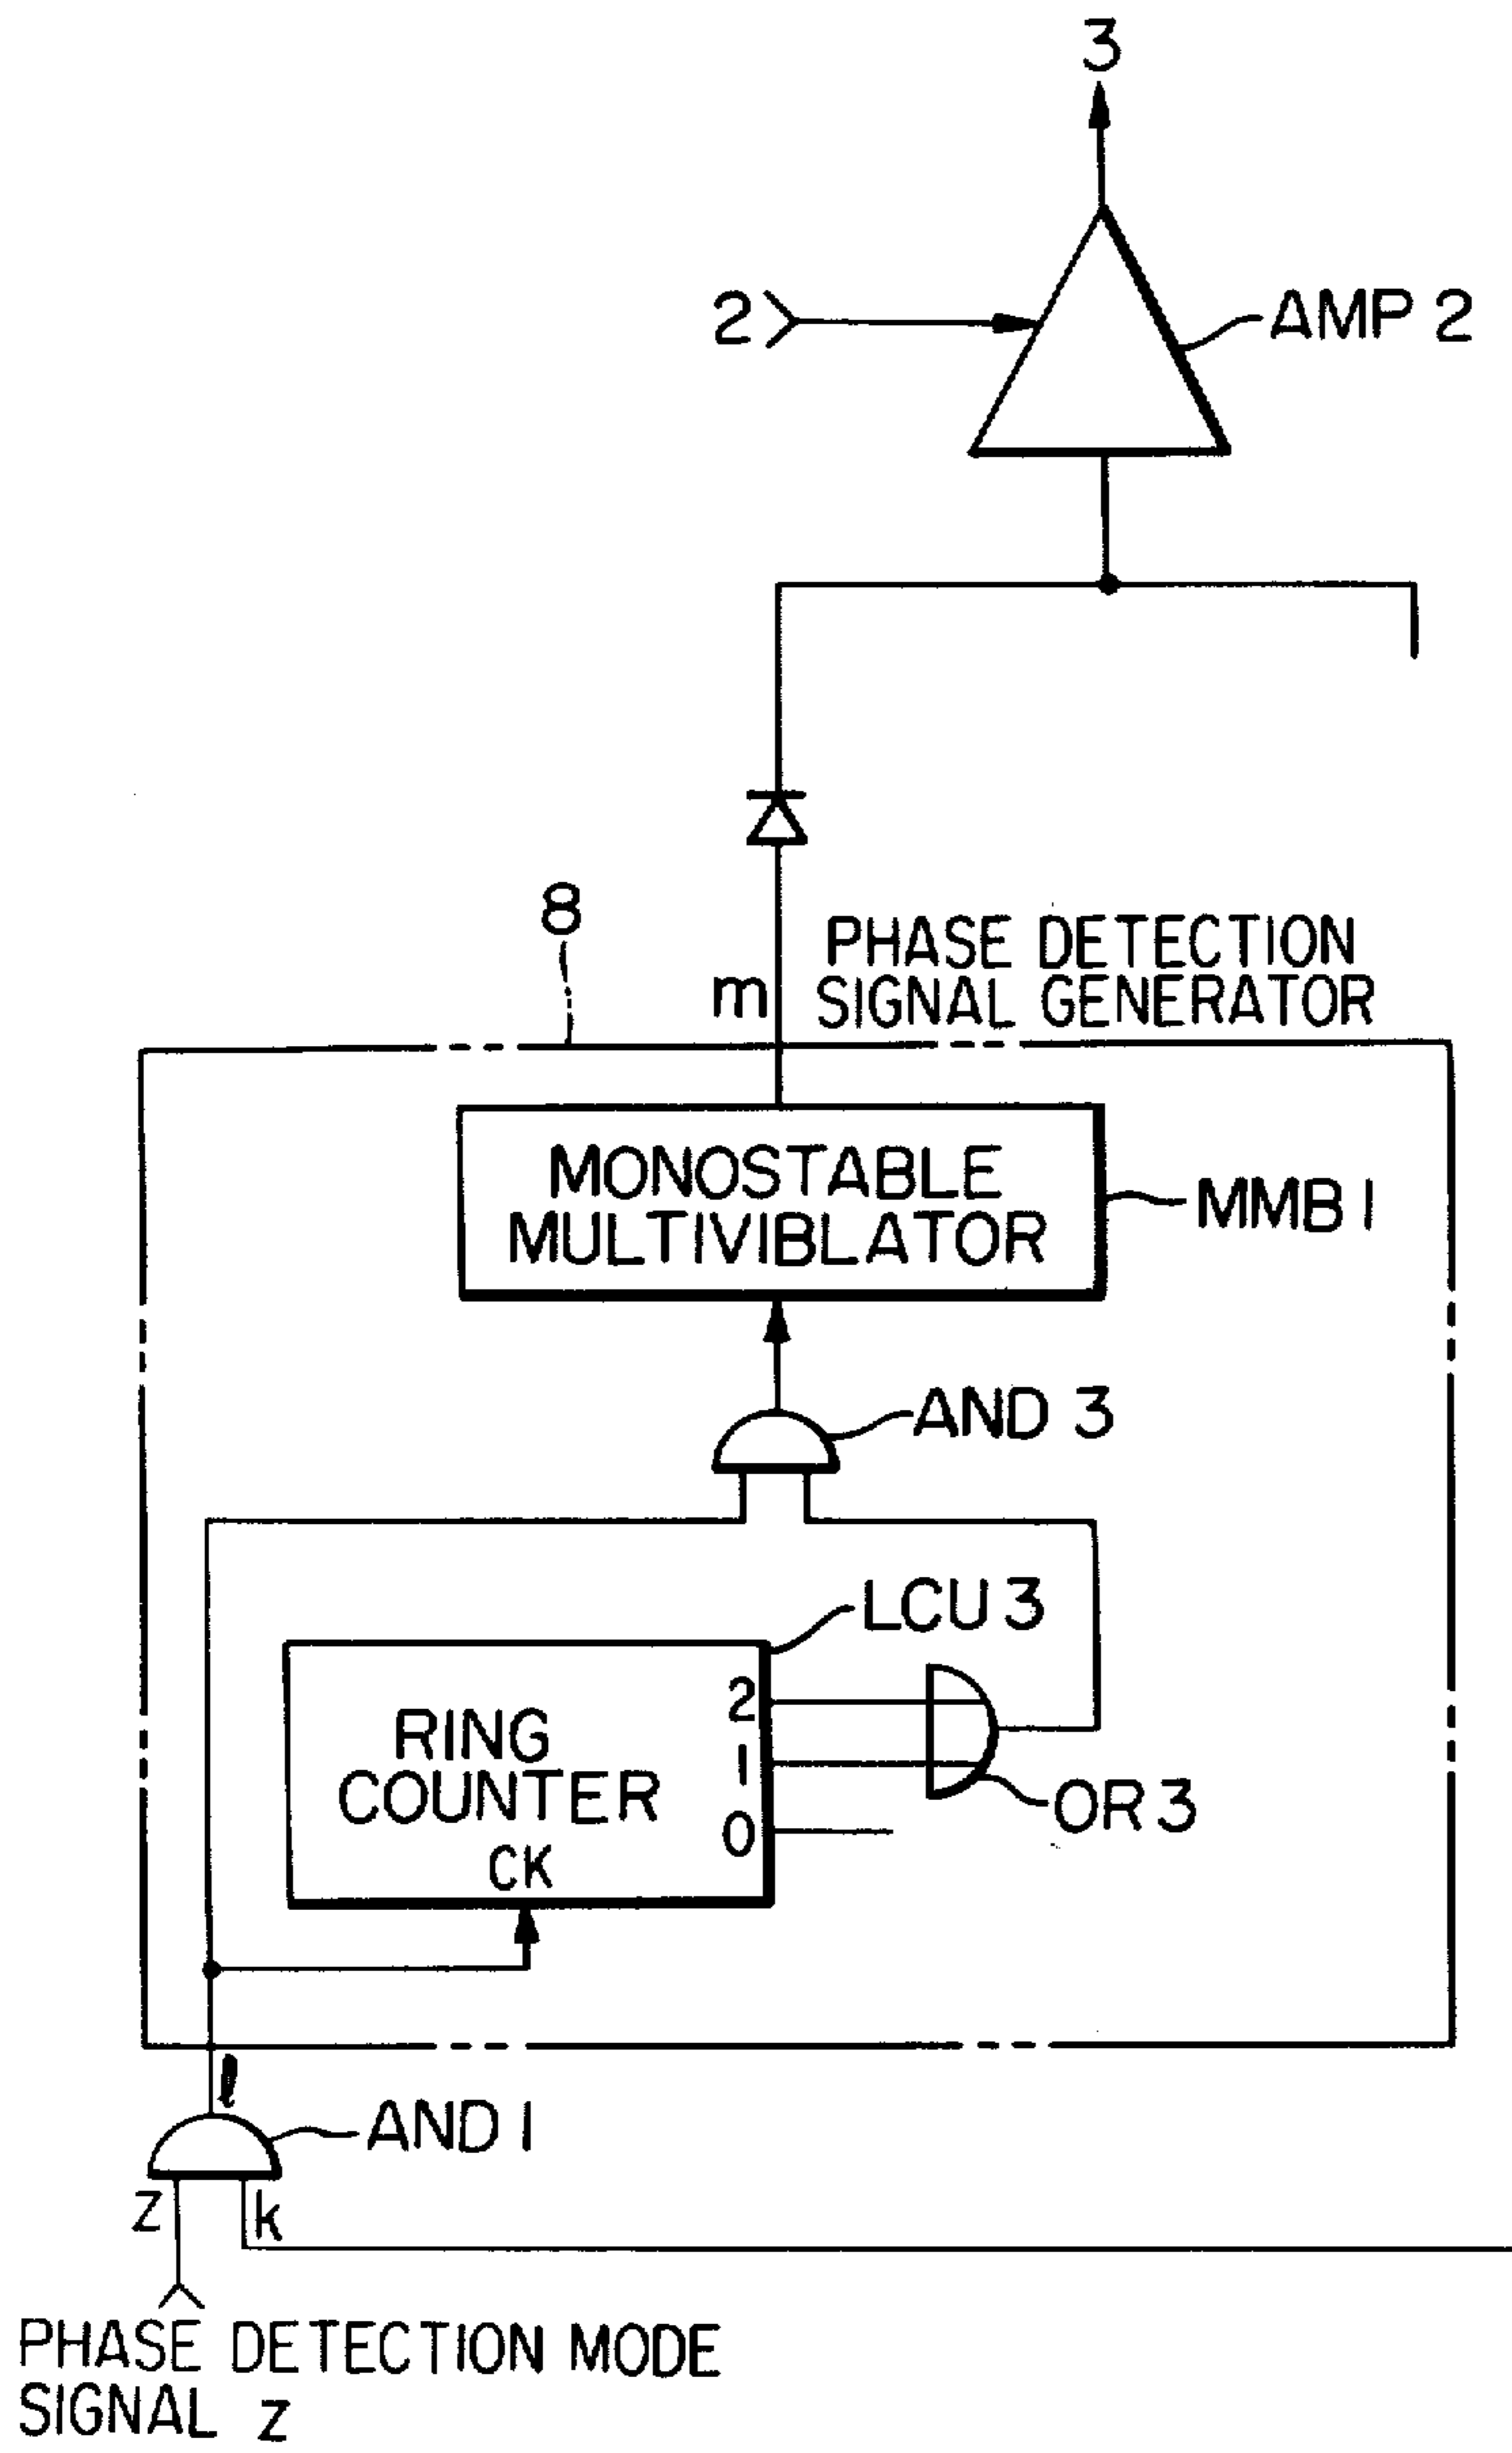 3
2
AMP 2
8
m
PHASE DETECTION
SIGNAL GENERATOR
MONOSTABLE
MULTIVIBLATOR
MMB 1
AND 3
LCU 3
RING
COUNTER
CK
2
1
0
OR 3
l
AND 1
Z
k
PHASE DETECTION MODE
SIGNAL Z